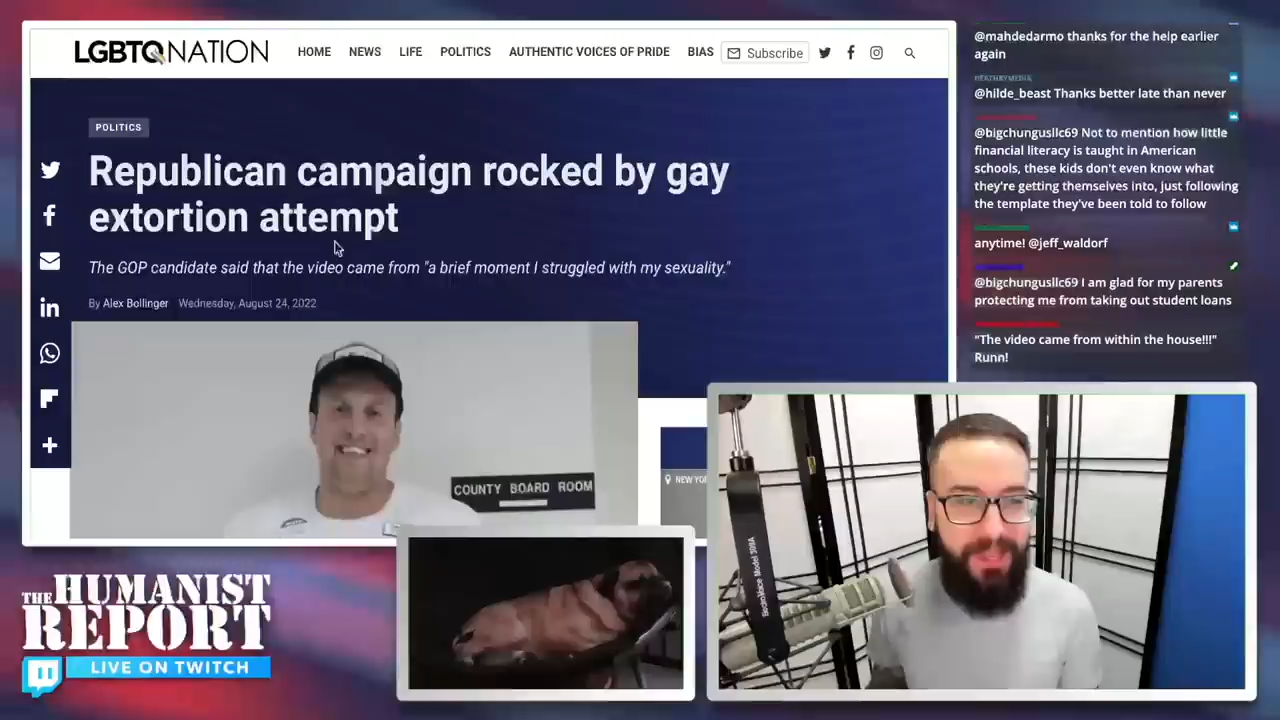 LGBTQNATION
HOME NEWS LIFE POLITICS AUTHENTIC VOICES OF PRIDE BIAS
Subscribe
POLITICS
Republican campaign rocked by gay
extortion attempt
The GOP candidate said that the video came from "a brief moment I struggled with my sexuality."
By Alex Bollinger Wednesday, August 24, 2022
COUNTY BOARD ROOM
NEW YOR
@mahdedarmo thanks for the help earlier
again
@hilde_beast Thanks better late than never
@bigchungusllc69 Not to mention how little
financial literacy is taught in American
schools, these kids don't even know what
they're getting themselves into, just following
the template they've been told to follow
anytime! @jeff_waldorf
@bigchungusllc69 I am glad for my parents
protecting me from taking out student loans
"The video came from within the house!!!"
Runn!
THE HUMANIST
REPORT
LIVE ON TWITCH